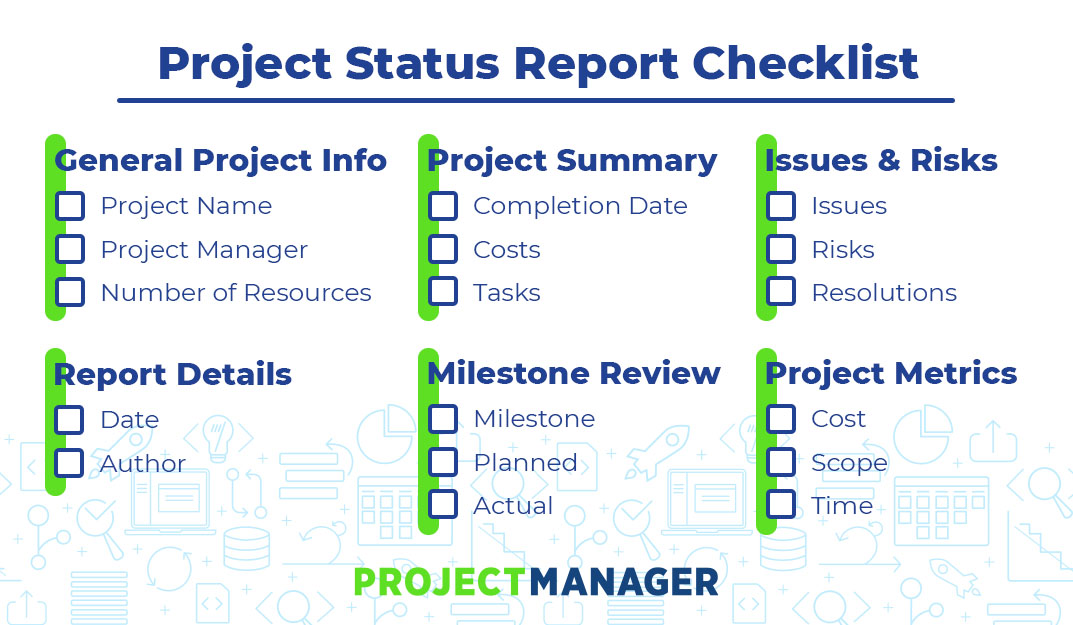 Project Status Report Checklist
General Project Info
Project Name
Project Manager
Number of Resources
Project Summary
Completion Date
Costs
Tasks
Issues & Risks
Issues
Risks
Resolutions
Report Details
Date
Author
Milestone Review
Milestone
Planned
Actual
Project Metrics
Cost
Scope
Time
PROJECTMANAGER